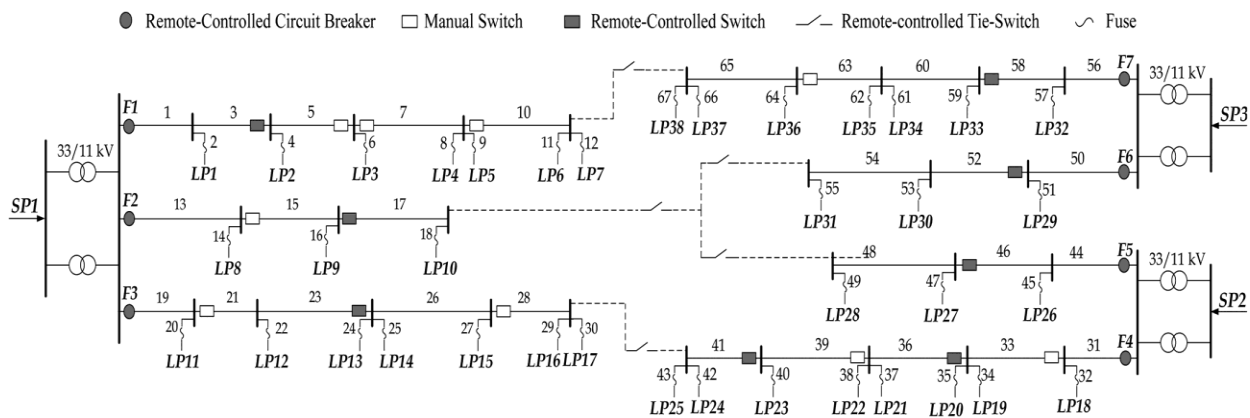 Remote-Controlled Circuit Breaker Manual Switch Remote-Controlled Switch Remote-controlled Tie-Switch Fuse
65 63 60 58 56 F7
33/11 kV
67 66 64 62 61 59 57
LP38 LP37 LP36 LP35 LP34 LP33 LP32
SP3
F1 1 3 5 7 10
2 4 6 8 9 11 12
LP1 LP2 LP3 LP4 LP5 LP6 LP7
33/11 kV
54 52 50 F6
55 53 51
LP31 LP30 LP29
SP1
F2 13 15 17
14 16 18
LP8 LP9 LP10
48 46 44 F5
33/11 kV
49 47 45
LP28 LP27 LP26
SP2
F3 19 21 23 26 28
20 22 24 25 27 29 30
LP11 LP12 LP13 LP14 LP15 LP16 LP17
41 39 36 33 31 F4
43 42 40 38 37 35 34 32
LP25 LP24 LP23 LP22 LP21 LP20 LP19 LP18